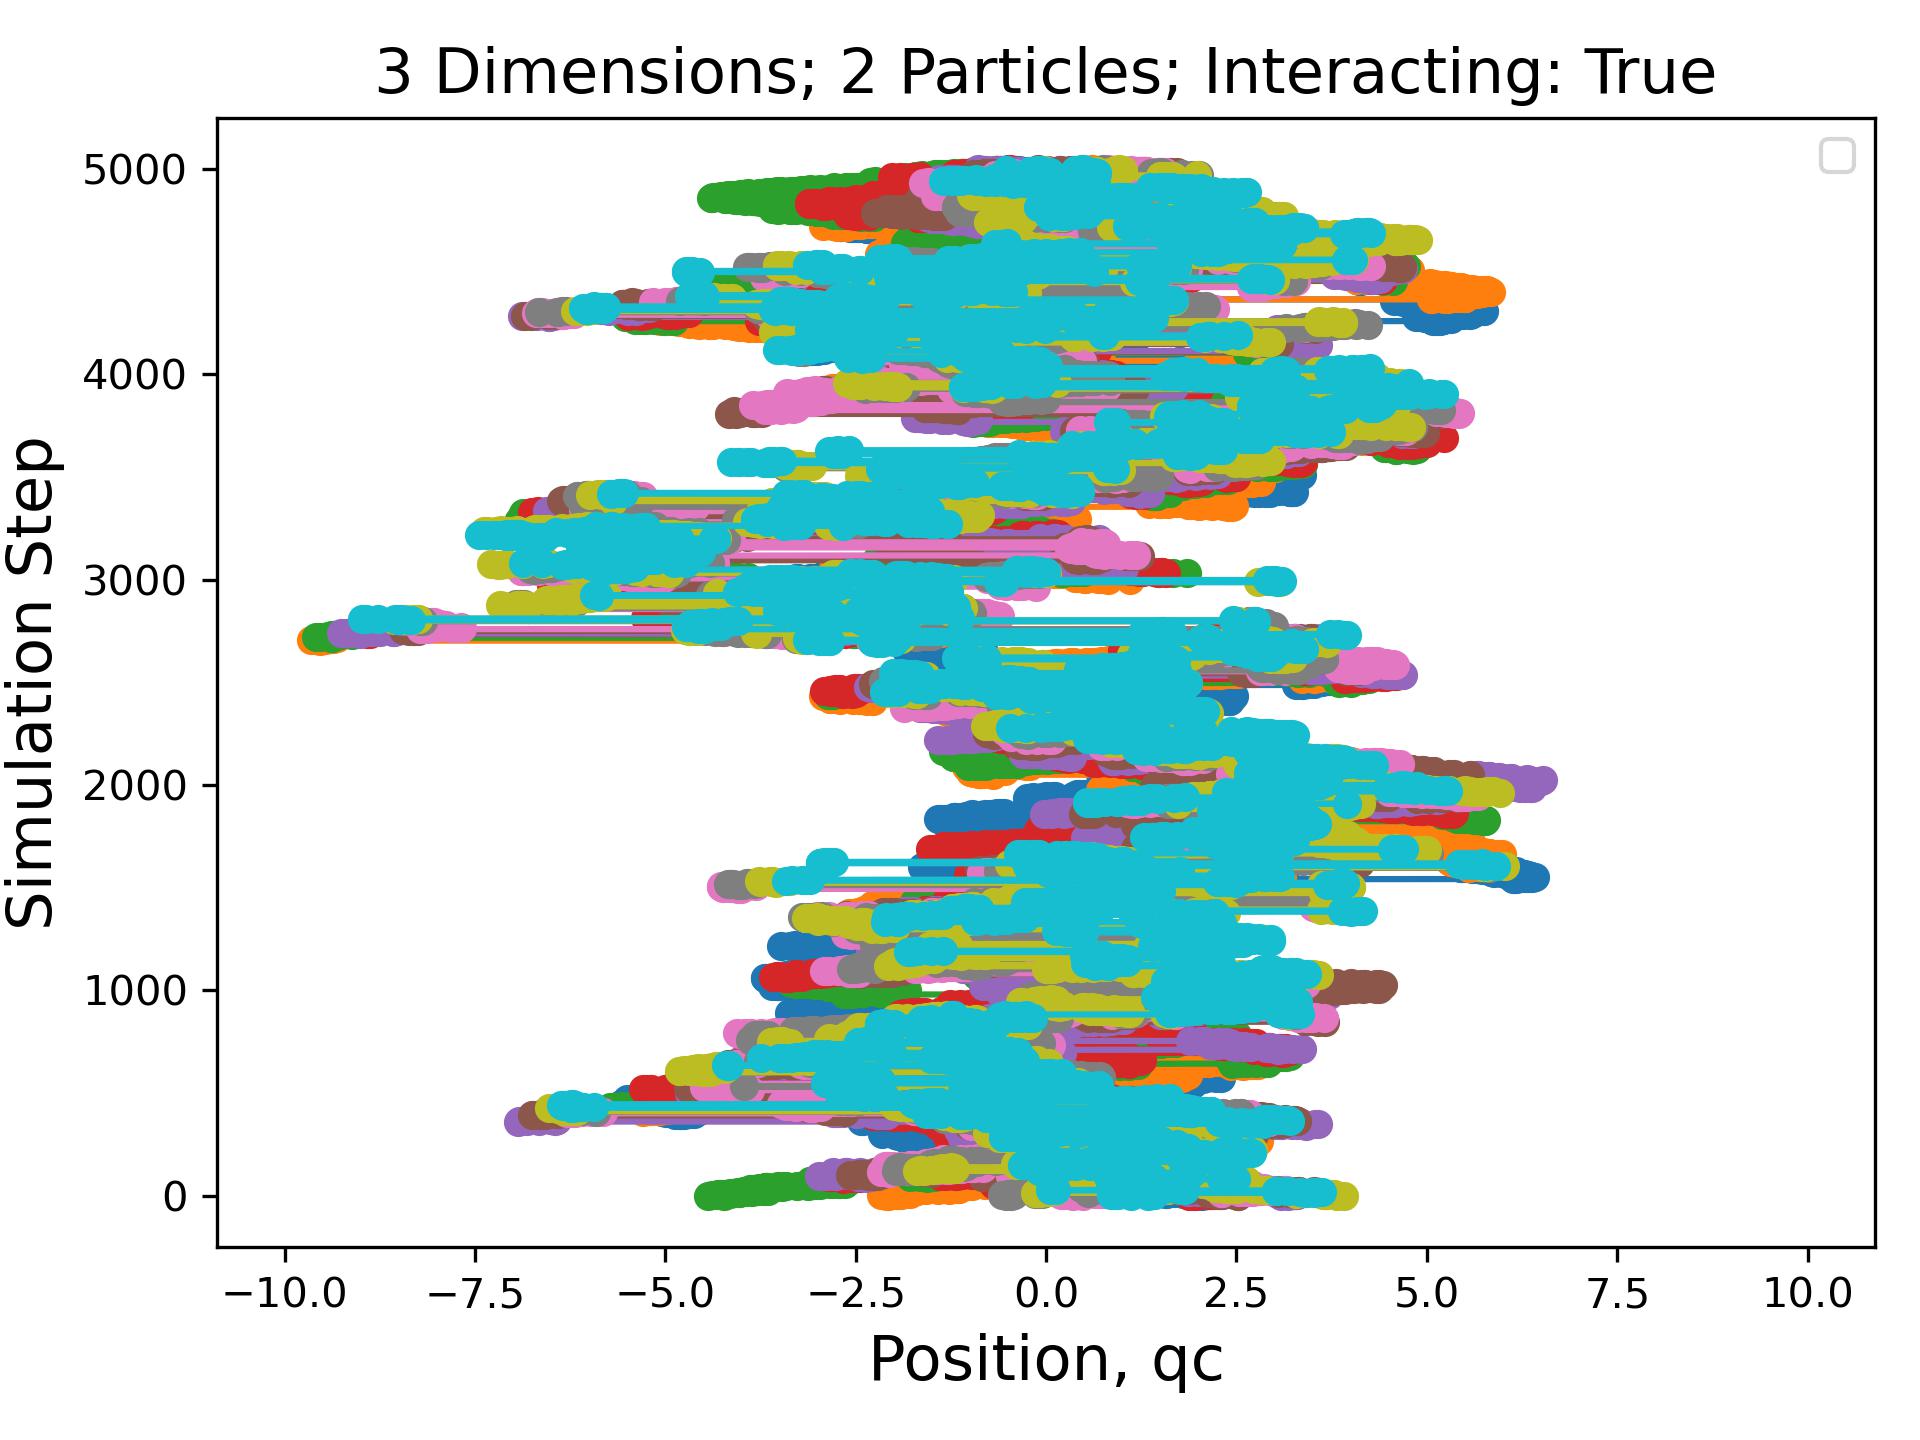 3 Dimensions; 2 Particles; Interacting: True
Simulation Step
5000
4000
3000
2000
1000
0
−10.0 −7.5 −5.0 −2.5 0.0 2.5 5.0 7.5 10.0
Position, qc